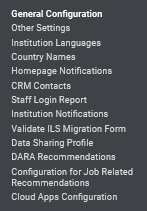 General Configuration
Other Settings
Institution Languages
Country Names
Homepage Notifications
CRM Contacts
Staff Login Report
Institution Notifications
Validate ILS Migration Form
Data Sharing Profile
DARA Recommendations
Configuration for Job Related
Recommendations
Cloud Apps Configuration